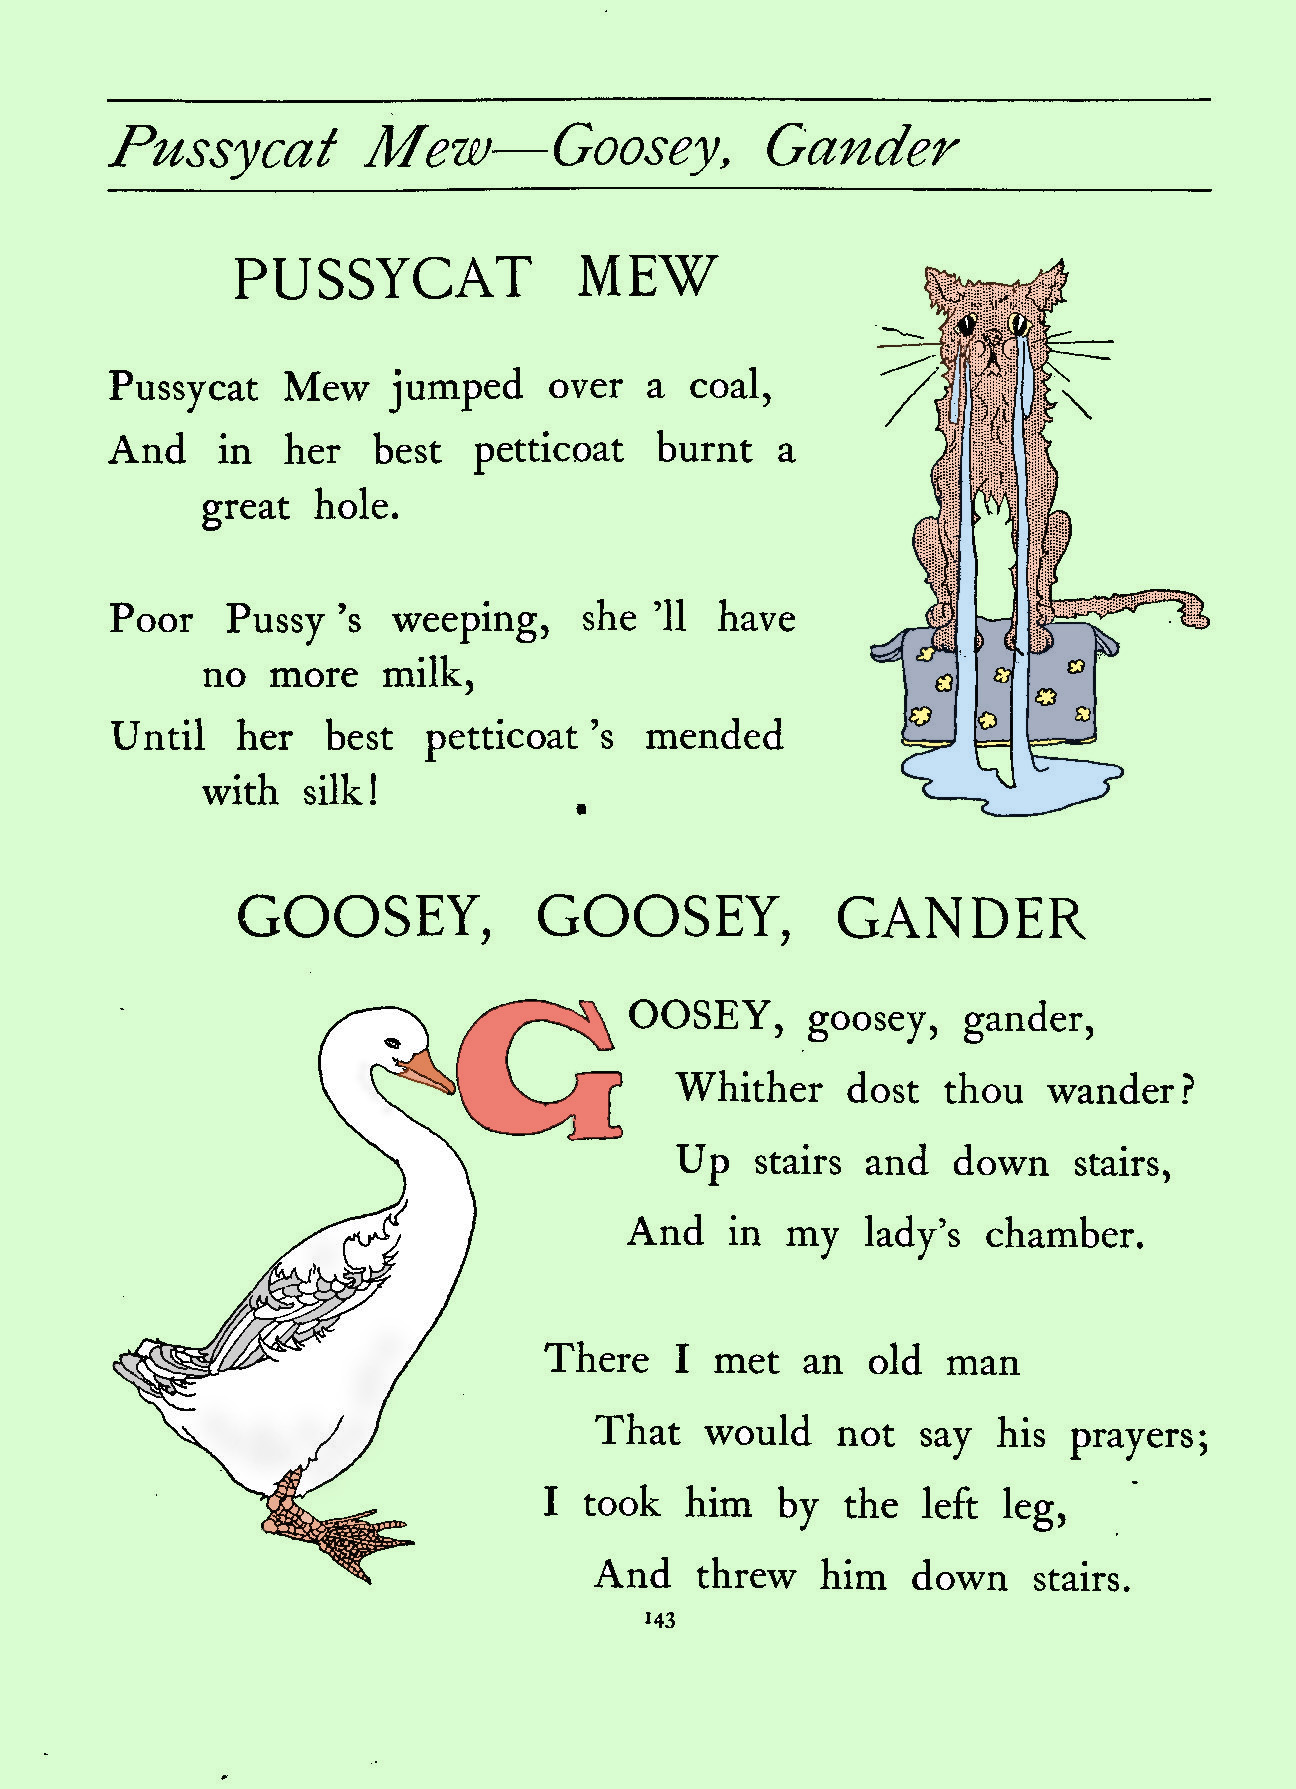 Pussycat Mew—Goosey, Gander
PUSSYCAT MEW
Pussycat Mew jumped over a coal,
And in her best petticoat burnt a
great hole.
Poor Pussy ’s weeping, she ’ll have
no more milk,
Until her best petticoat ’s mended
with silk!
GOOSEY, GOOSEY, GANDER
GOOSEY, goosey, gander,
Whither dost thou wander?
Up stairs and down stairs,
And in my lady’s chamber.
There I met an old man
That would not say his prayers;
I took him by the left leg,
And threw him down stairs.
143